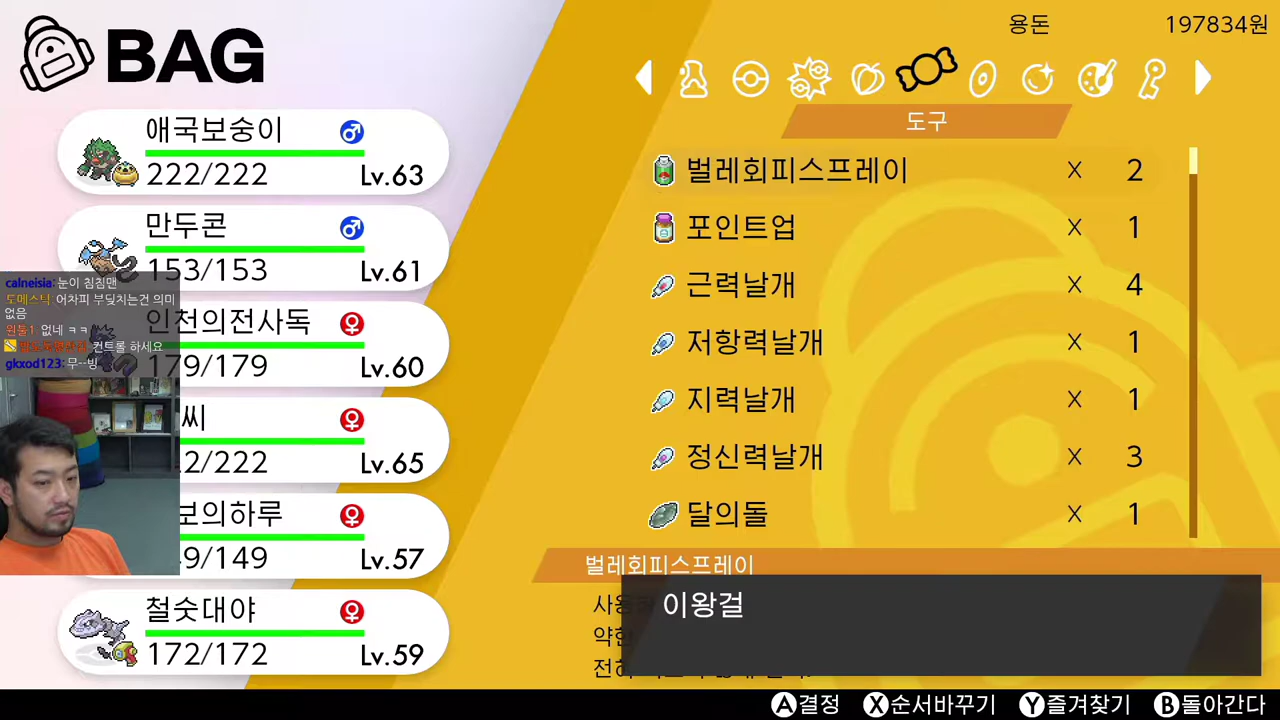 BAG
용돈 197834원
도구
애국보숭이
222/222 Lv.63
만두콘
153/153 Lv.61
인천의전사독
179/179 Lv.60
씨
2/222 Lv.65
보의하루
9/149 Lv.57
철숫대야
172/172 Lv.59
calneisia: 눈이 침침맨
도메스틱: 어차피 부딪치는건 의미
없음
원툴1: 없네 ㅋㅋ
컨트롤 하세요
gkxod123: 무--빙
벌레회피스프레이 X 2
포인트업 X 1
근력날개 X 4
저항력날개 X 1
지력날개 X 1
정신력날개 X 3
달의돌 X 1
벌레회피스프레이
이왕걸
A결정 X순서바꾸기 Y즐겨찾기 B돌아간다